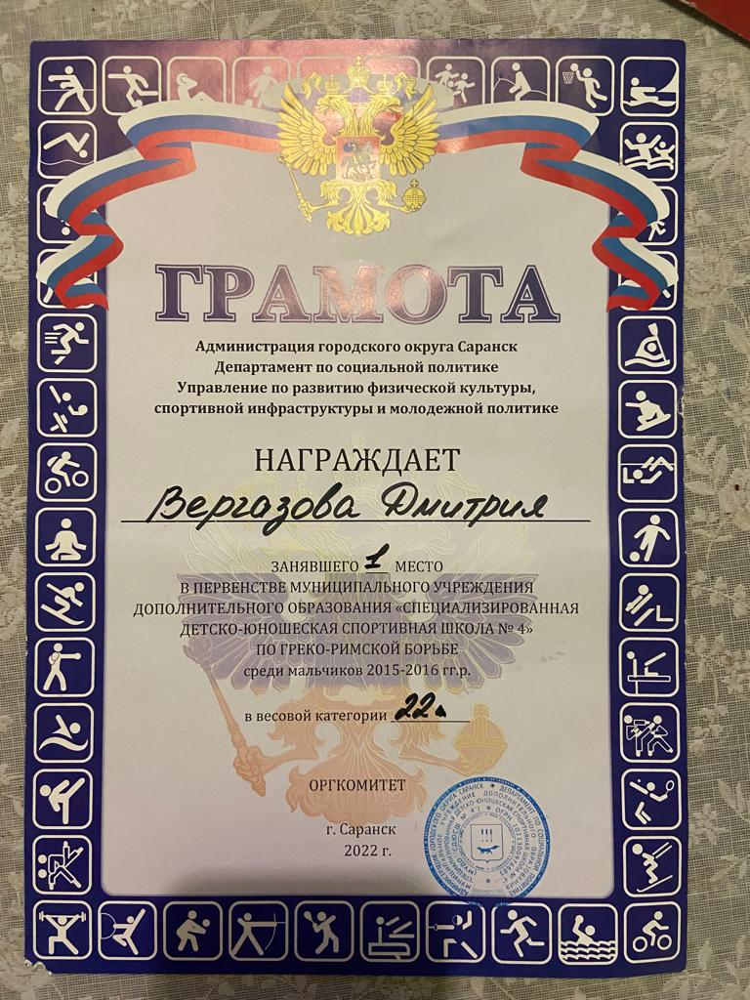 ГРАМОТА
Администрация городского округа Саранск
Департамент по социальной политике
Управление по развитию физической культуры,
спортивной инфраструктуры и молодежной политике
НАГРАЖДАЕТ
Вергазова Дмитрия
ЗАНЯВШЕГО 1 МЕСТО
В ПЕРВЕНСТВЕ МУНИЦИПАЛЬНОГО УЧРЕЖДЕНИЯ
ДОПОЛНИТЕЛЬНОГО ОБРАЗОВАНИЯ «СПЕЦИАЛИЗИРОВАННАЯ
ДЕТСКО-ЮНОШЕСКАЯ СПОРТИВНАЯ ШКОЛА № 4»
ПО ГРЕКО-РИМСКОЙ БОРЬБЕ
среди мальчиков 2015-2016 гг.р.
в весовой категории 22
ОРГКОМИТЕТ
г. Саранск
2022 г.